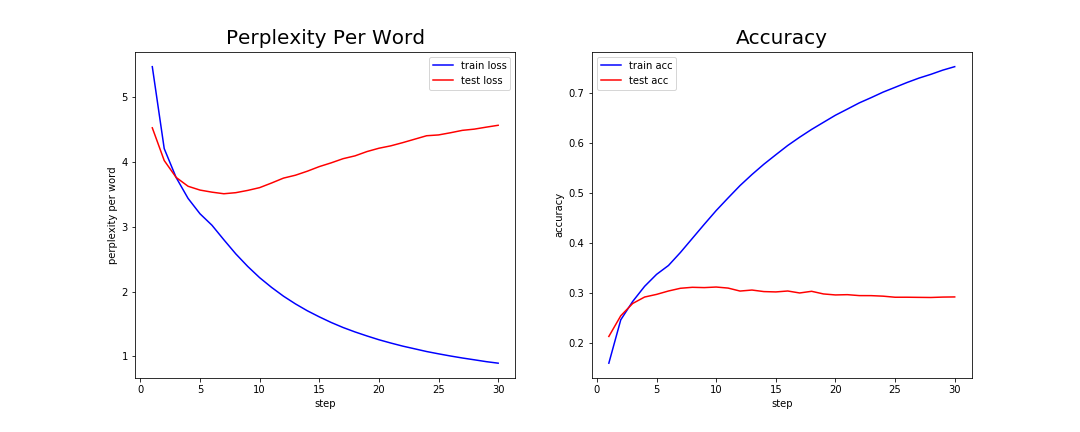 Perplexity Per Word
train loss
test loss
perplexity per word
5
4
3
2
1
0
5
10
15
20
25
30
step
Accuracy
train acc
test acc
accuracy
0.7
0.6
0.5
0.4
0.3
0.2
0
5
10
15
20
25
30
step